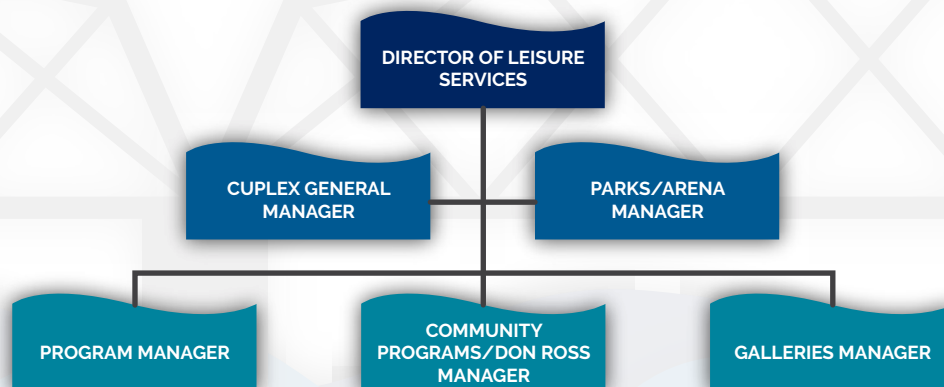 DIRECTOR OF LEISURE
SERVICES
CUPLEX GENERAL
MANAGER
PARKS/ARENA
MANAGER
PROGRAM MANAGER
COMMUNITY
PROGRAMS/DON ROSS
MANAGER
GALLERIES MANAGER